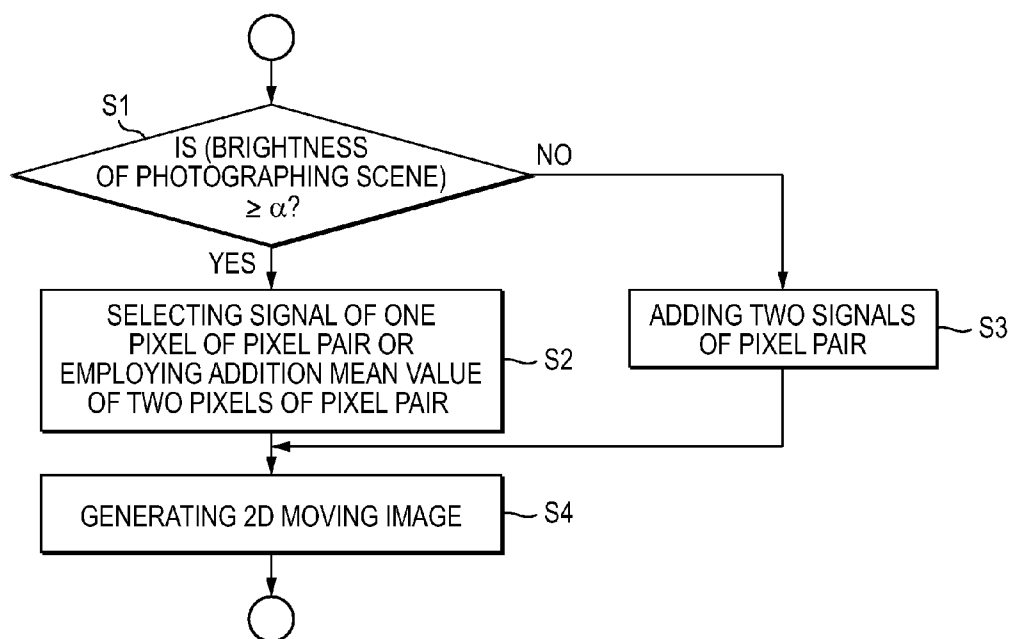 S1
IS (BRIGHTNESS
OF PHOTOGRAPHING SCENE)
≥ α?
NO
YES
SELECTING SIGNAL OF ONE
PIXEL OF PIXEL PAIR OR
EMPLOYING ADDITION MEAN VALUE
OF TWO PIXELS OF PIXEL PAIR
S2
ADDING TWO SIGNALS
OF PIXEL PAIR
S3
GENERATING 2D MOVING IMAGE
S4